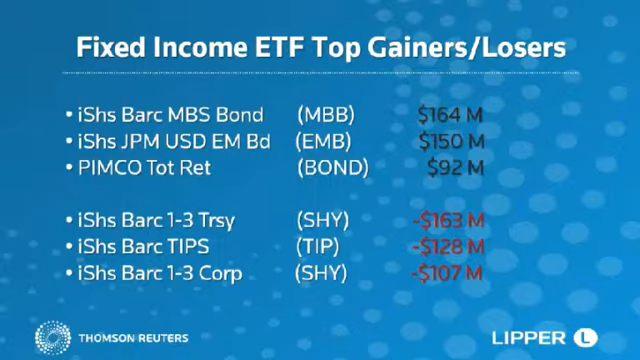 Fixed Income ETF Top Gainers/Losers
• iShs Barc MBS Bond (MBB) $164 M
• iShs JPM USD EM Bd (EMB) $150 M
• PIMCO Tot Ret (BOND) $92 M
• iShs Barc 1-3 Trsy (SHY) -$163 M
• iShs Barc TIPS (TIP) -$128 M
• iShs Barc 1-3 Corp (SHY) -$107 M
THOMSON REUTERS LIPPER L